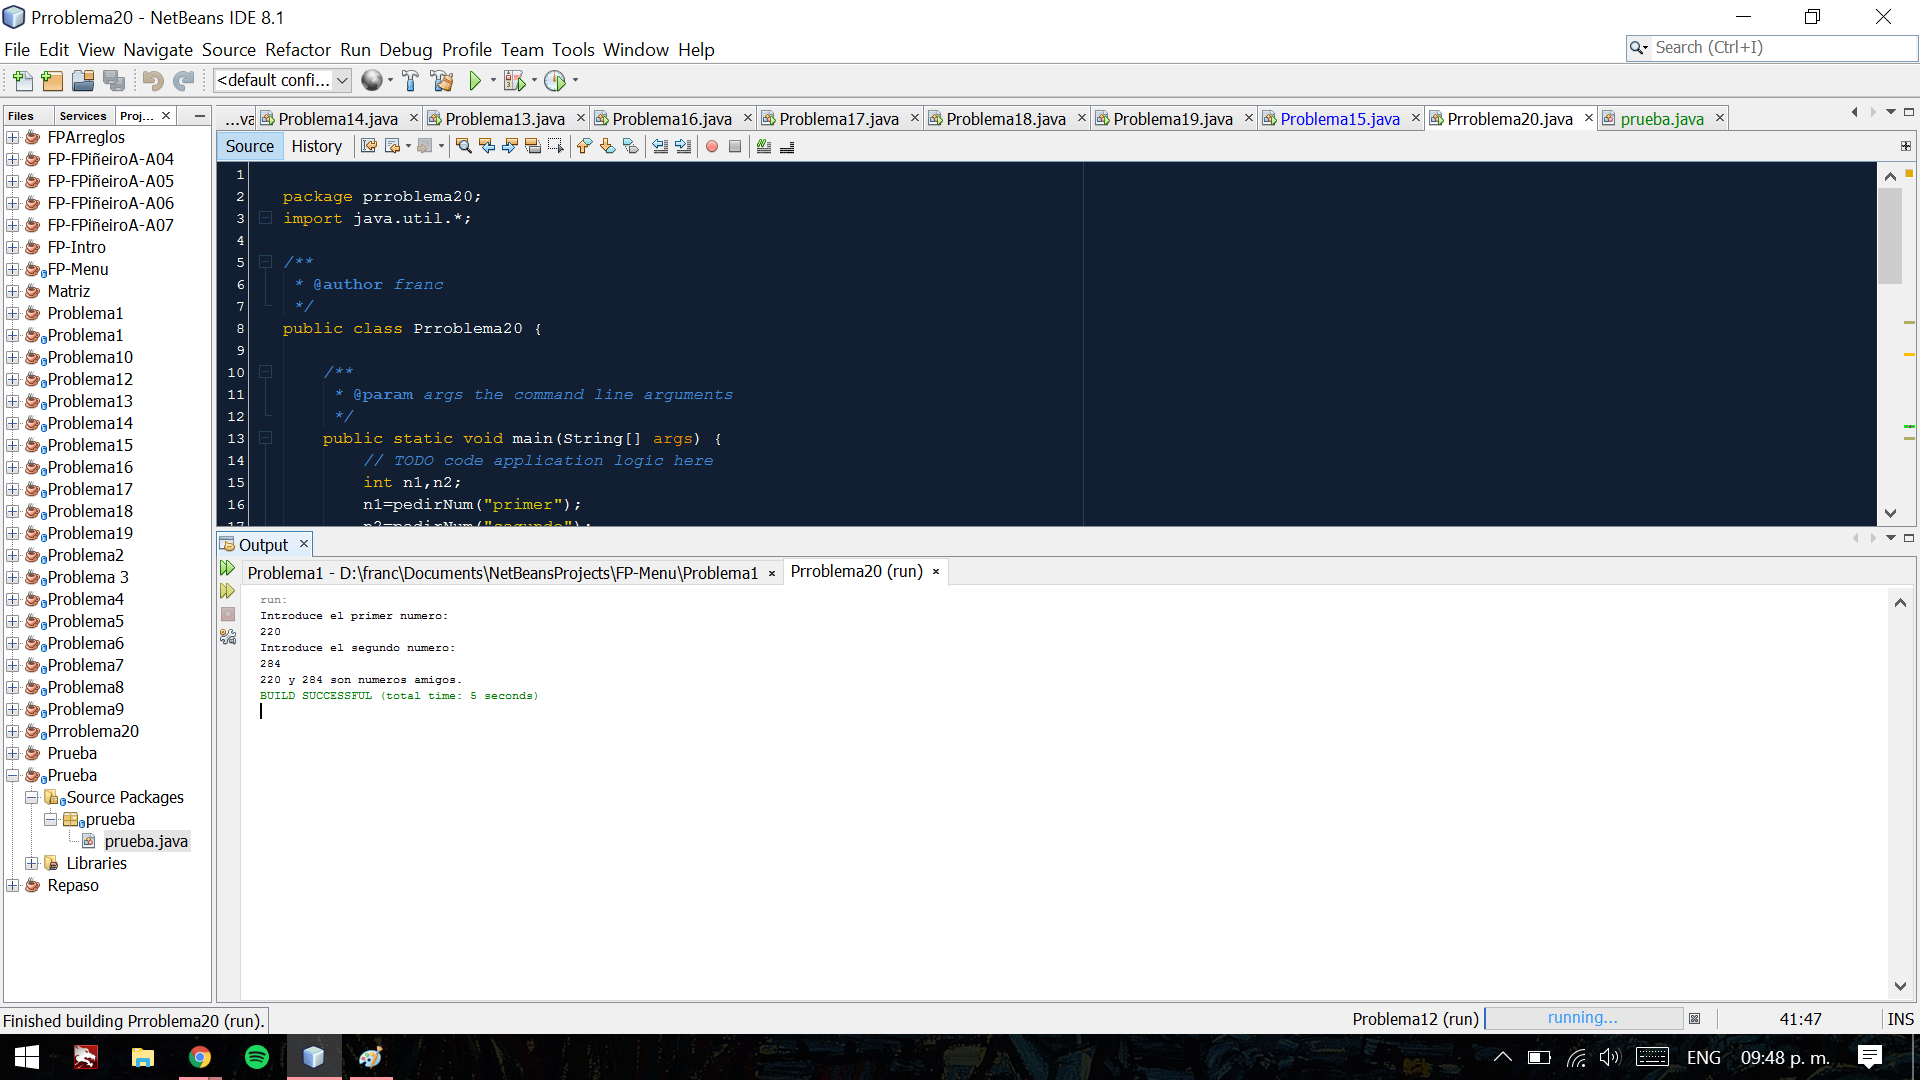 Prroblema20 - NetBeans IDE 8.1
File Edit View Navigate Source Refactor Run Debug Profile Team Tools Window Help
Search (Ctrl+I)
<default confi...
Files Services Proj...
...va Problema14.java Problema13.java Problema16.java Problema17.java Problema18.java Problema19.java Problema15.java Prroblema20.java prueba.java
Source History
FPArreglos
FP-FPiñeiroA-A04
FP-FPiñeiroA-A05
FP-FPiñeiroA-A06
FP-FPiñeiroA-A07
FP-Intro
FP-Menu
Matriz
Problema1
Problema1
Problema10
Problema12
Problema13
Problema14
Problema15
Problema16
Problema17
Problema18
Problema19
Problema2
Problema 3
Problema4
Problema5
Problema6
Problema7
Problema8
Problema9
Prroblema20
Prueba
Prueba
Source Packages
prueba
prueba.java
Libraries
Repaso
1
2 package prroblema20;
3 import java.util.*;
4
5 /**
6 * @author franc
7 */
8 public class Prroblema20 {
9
10 /**
11 * @param args the command line arguments
12 */
13 public static void main(String[] args) {
14 // TODO code application logic here
15 int n1,n2;
16 n1=pedirNum("primer");
17 n2=pedirNum("segundo");
Output
Problema1 - D:\franc\Documents\NetBeansProjects\FP-Menu\Problema1 Prroblema20 (run)
run:
Introduce el primer numero:
220
Introduce el segundo numero:
284
220 y 284 son numeros amigos.
BUILD SUCCESSFUL (total time: 5 seconds)
Finished building Prroblema20 (run).
Problema12 (run) running... 41:47 INS
ENG 09:48 p. m.